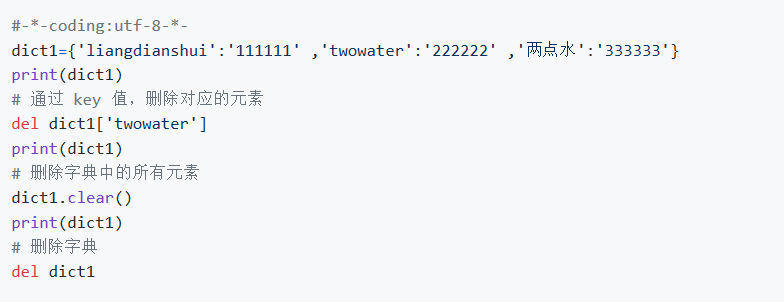 #-*-coding:utf-8-*-
dict1={'liangdianshui':'111111' ,'twowater':'222222' ,'两点水':'333333'}
print(dict1)
# 通过 key 值，删除对应的元素
del dict1['twowater']
print(dict1)
# 删除字典中的所有元素
dict1.clear()
print(dict1)
# 删除字典
del dict1